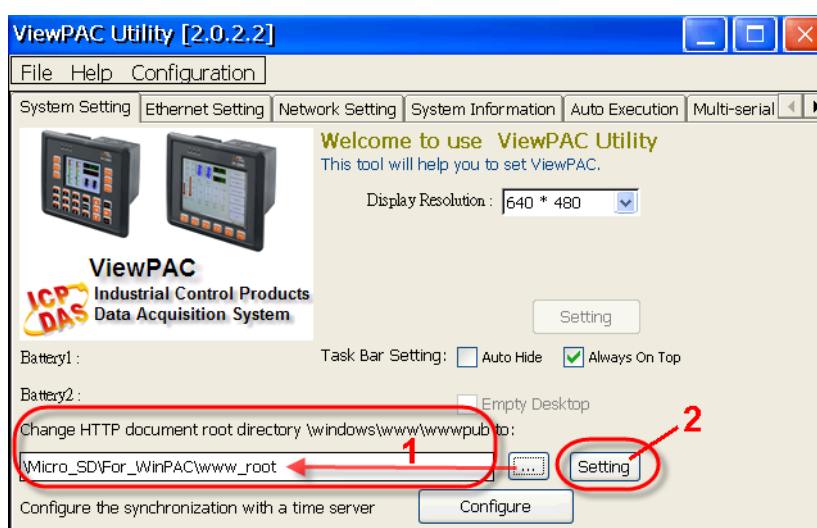 ViewPAC Utility [2.0.2.2]
File Help Configuration
System Setting Ethernet Setting Network Setting System Information Auto Execution Multi-serial
Welcome to use ViewPAC Utility
This tool will help you to set ViewPAC.
Display Resolution : 640 * 480
ViewPAC
ICP DAS
Industrial Control Products
Data Acquisition System
Setting
Battery1 :
Task Bar Setting: Auto Hide Always On Top
Battery2 :
Empty Desktop
2
Change HTTP document root directory \windows\www\wwwpub to:
1
\Micro_SD\For_WinPAC\www_root ... Setting
Configure the synchronization with a time server Configure